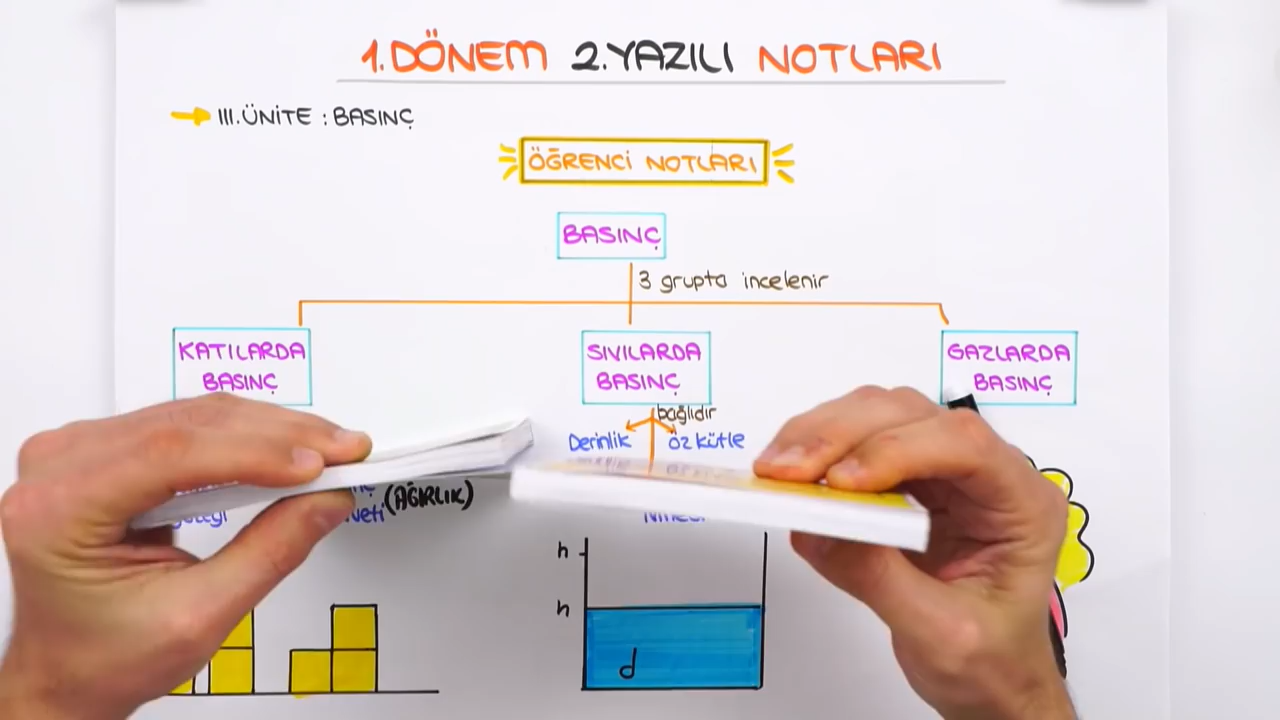 1.DÖNEM 2.YAZILI NOTLARI
III.ÜNİTE : BASINÇ
ÖĞRENCİ NOTLARI
BASINÇ
3 grupta incelenir
KATILARDA
BASINÇ
SIVILARDA
BASINÇ
GAZLARDA
BASINÇ
bağlıdır
Derinlik
öz kütle
(AĞIRLIK)
h
h
d